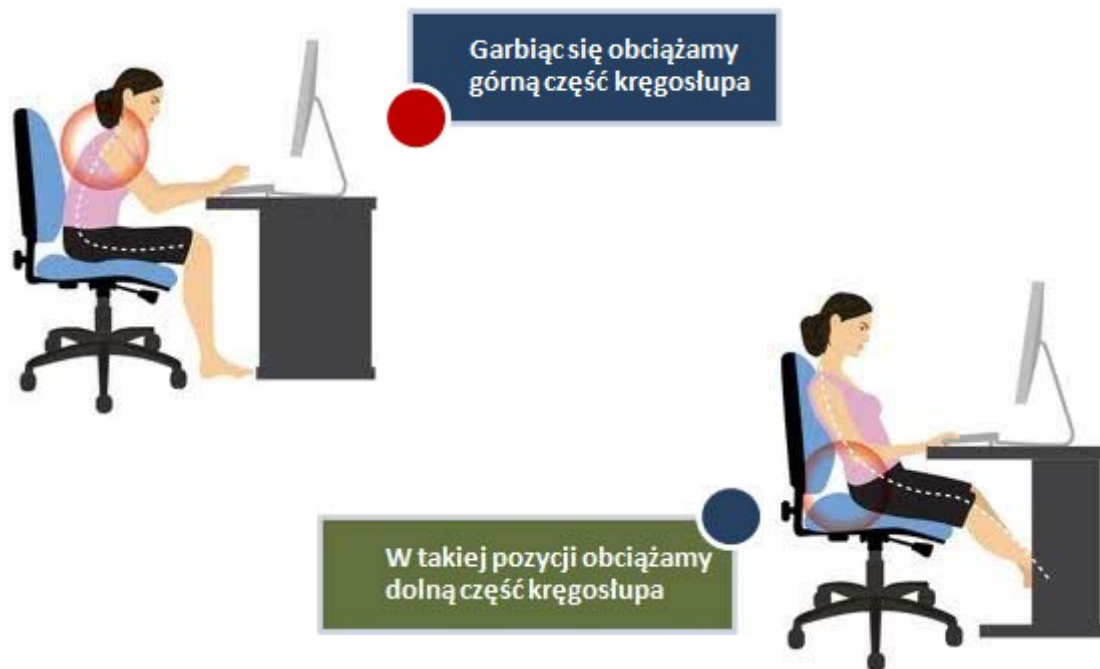 Garbiąc się obciążamy
górną część kręgosłupa
W takiej pozycji obciążamy
dolną część kręgosłupa